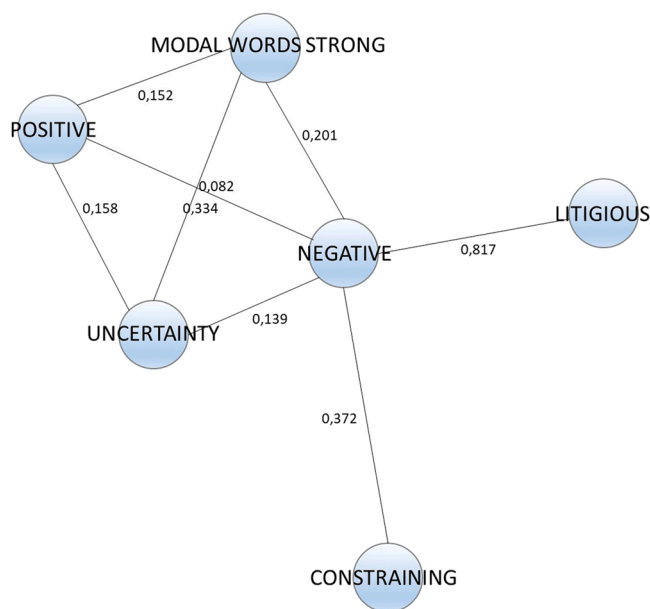 MODAL WORDS STRONG
0,152
POSITIVE
0,201
0,082
0,158
0,334
LITIGIOUS
NEGATIVE
0,817
0,139
UNCERTAINTY
0,372
CONSTRAINING